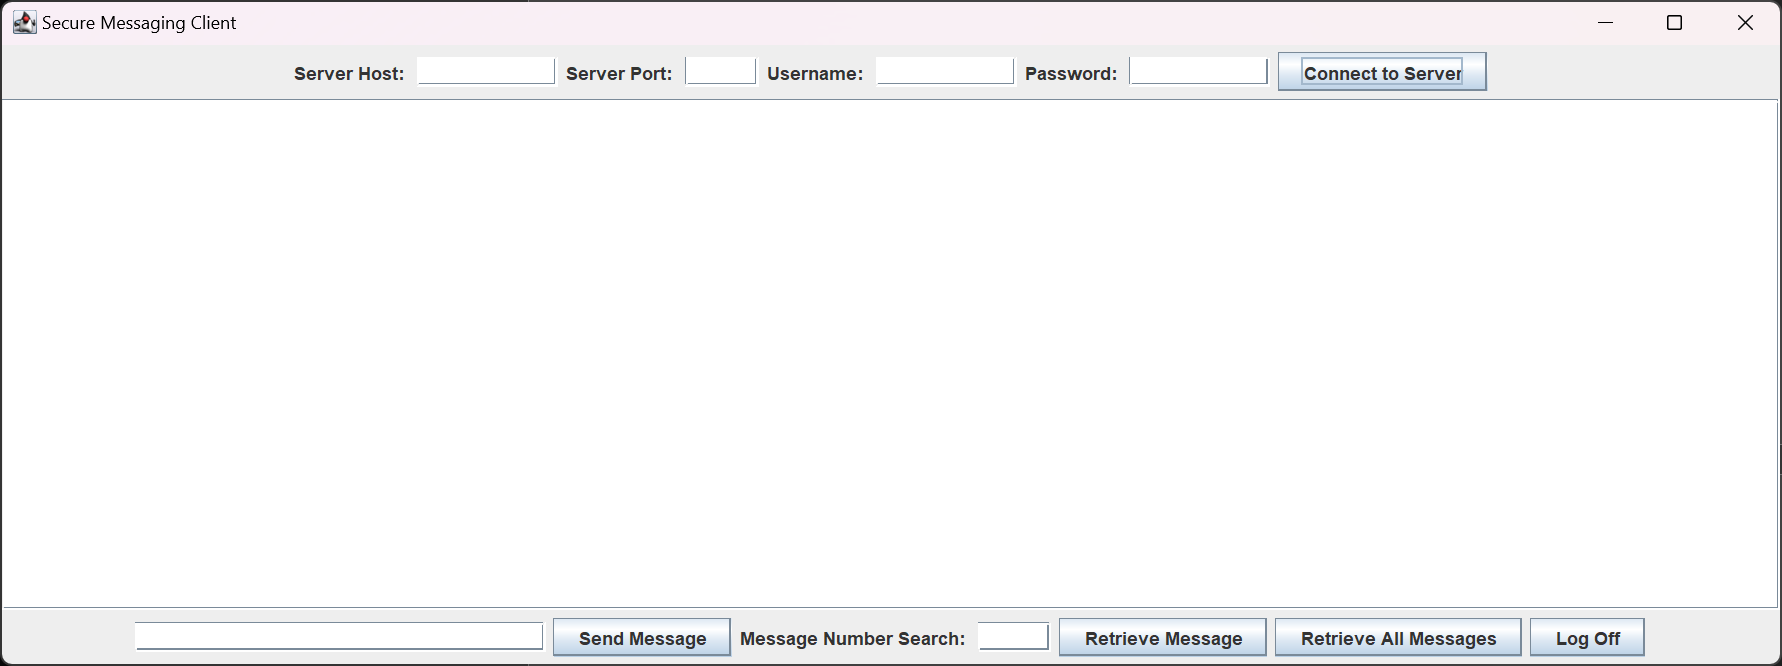 Secure Messaging Client
Server Host: Server Port: Username: Password: Connect to Server
Send Message Message Number Search: Retrieve Message Retrieve All Messages Log Off